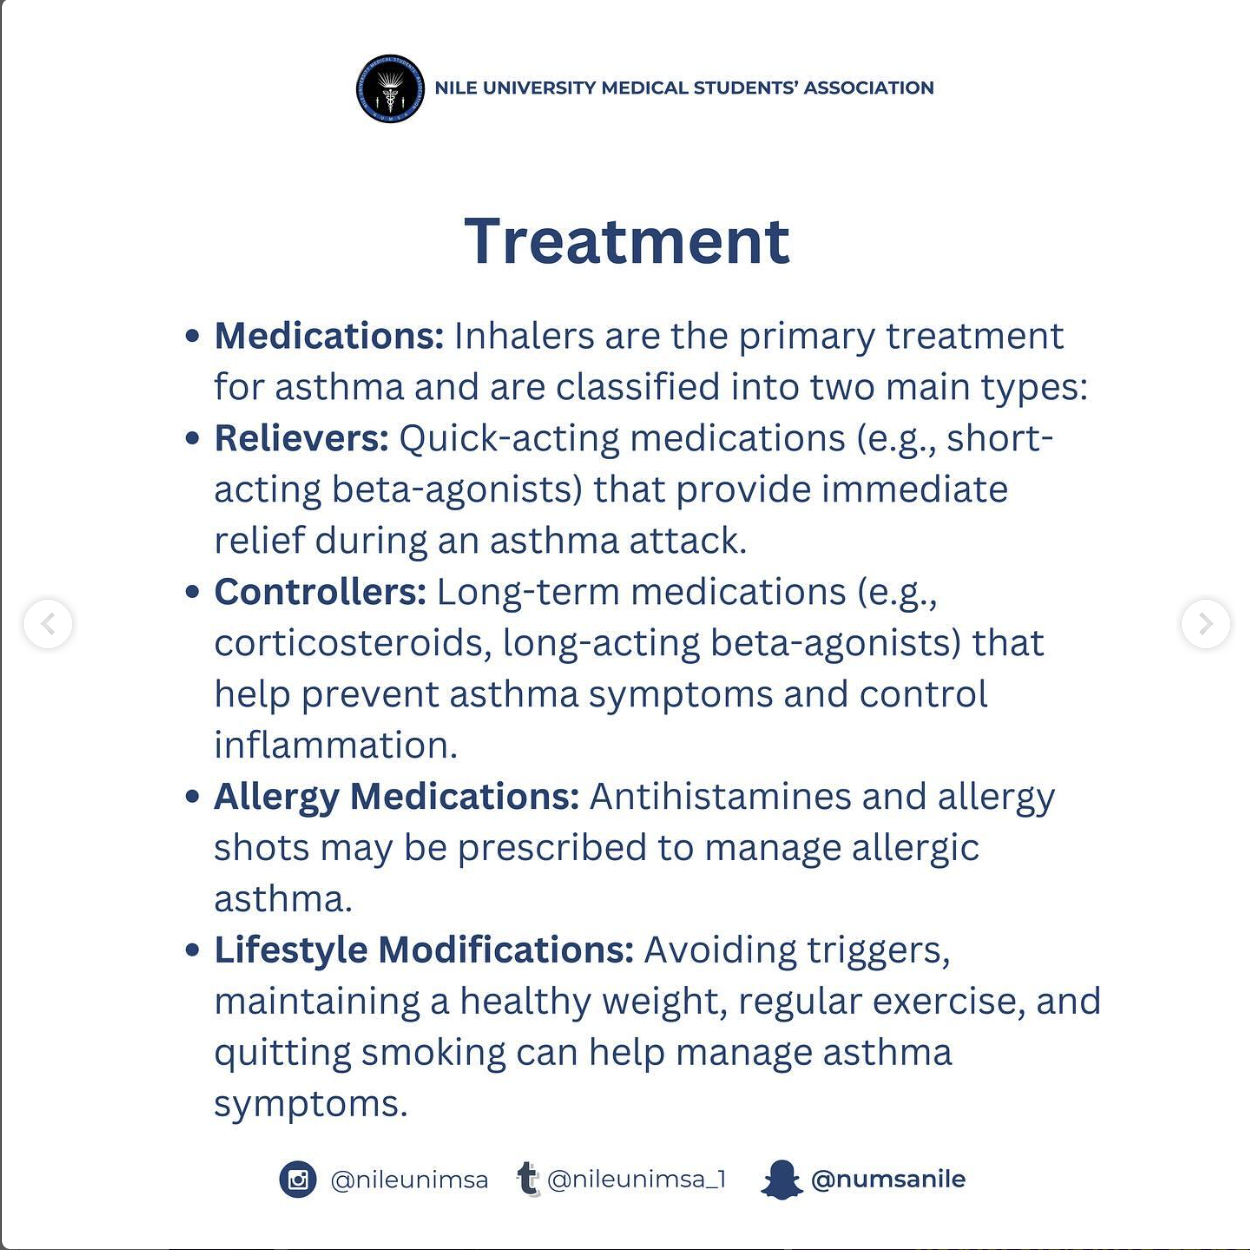 NILE UNIVERSITY MEDICAL STUDENTS’ ASSOCIATION
Treatment
• Medications: Inhalers are the primary treatment
for asthma and are classified into two main types:
• Relievers: Quick-acting medications (e.g., short-
acting beta-agonists) that provide immediate
relief during an asthma attack.
• Controllers: Long-term medications (e.g.,
corticosteroids, long-acting beta-agonists) that
help prevent asthma symptoms and control
inflammation.
• Allergy Medications: Antihistamines and allergy
shots may be prescribed to manage allergic
asthma.
• Lifestyle Modifications: Avoiding triggers,
maintaining a healthy weight, regular exercise, and
quitting smoking can help manage asthma
symptoms.
@nileunimsa t @nileunimsa_1 @numsanile